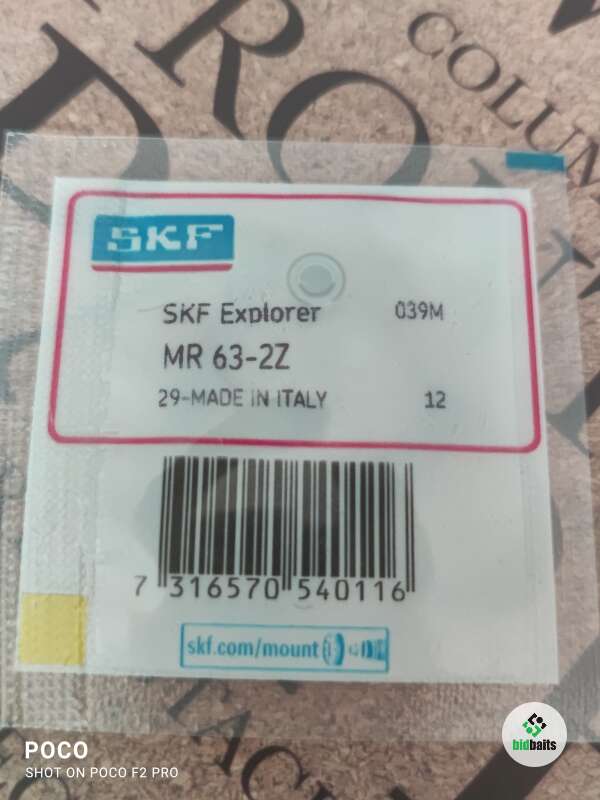 COLUM
SKF
SKF Explorer 039M
MR 63-2Z
29-MADE IN ITALY 12
7 316570 540116
skf.com/mount
POCO
SHOT ON POCO F2 PRO
bidbaits